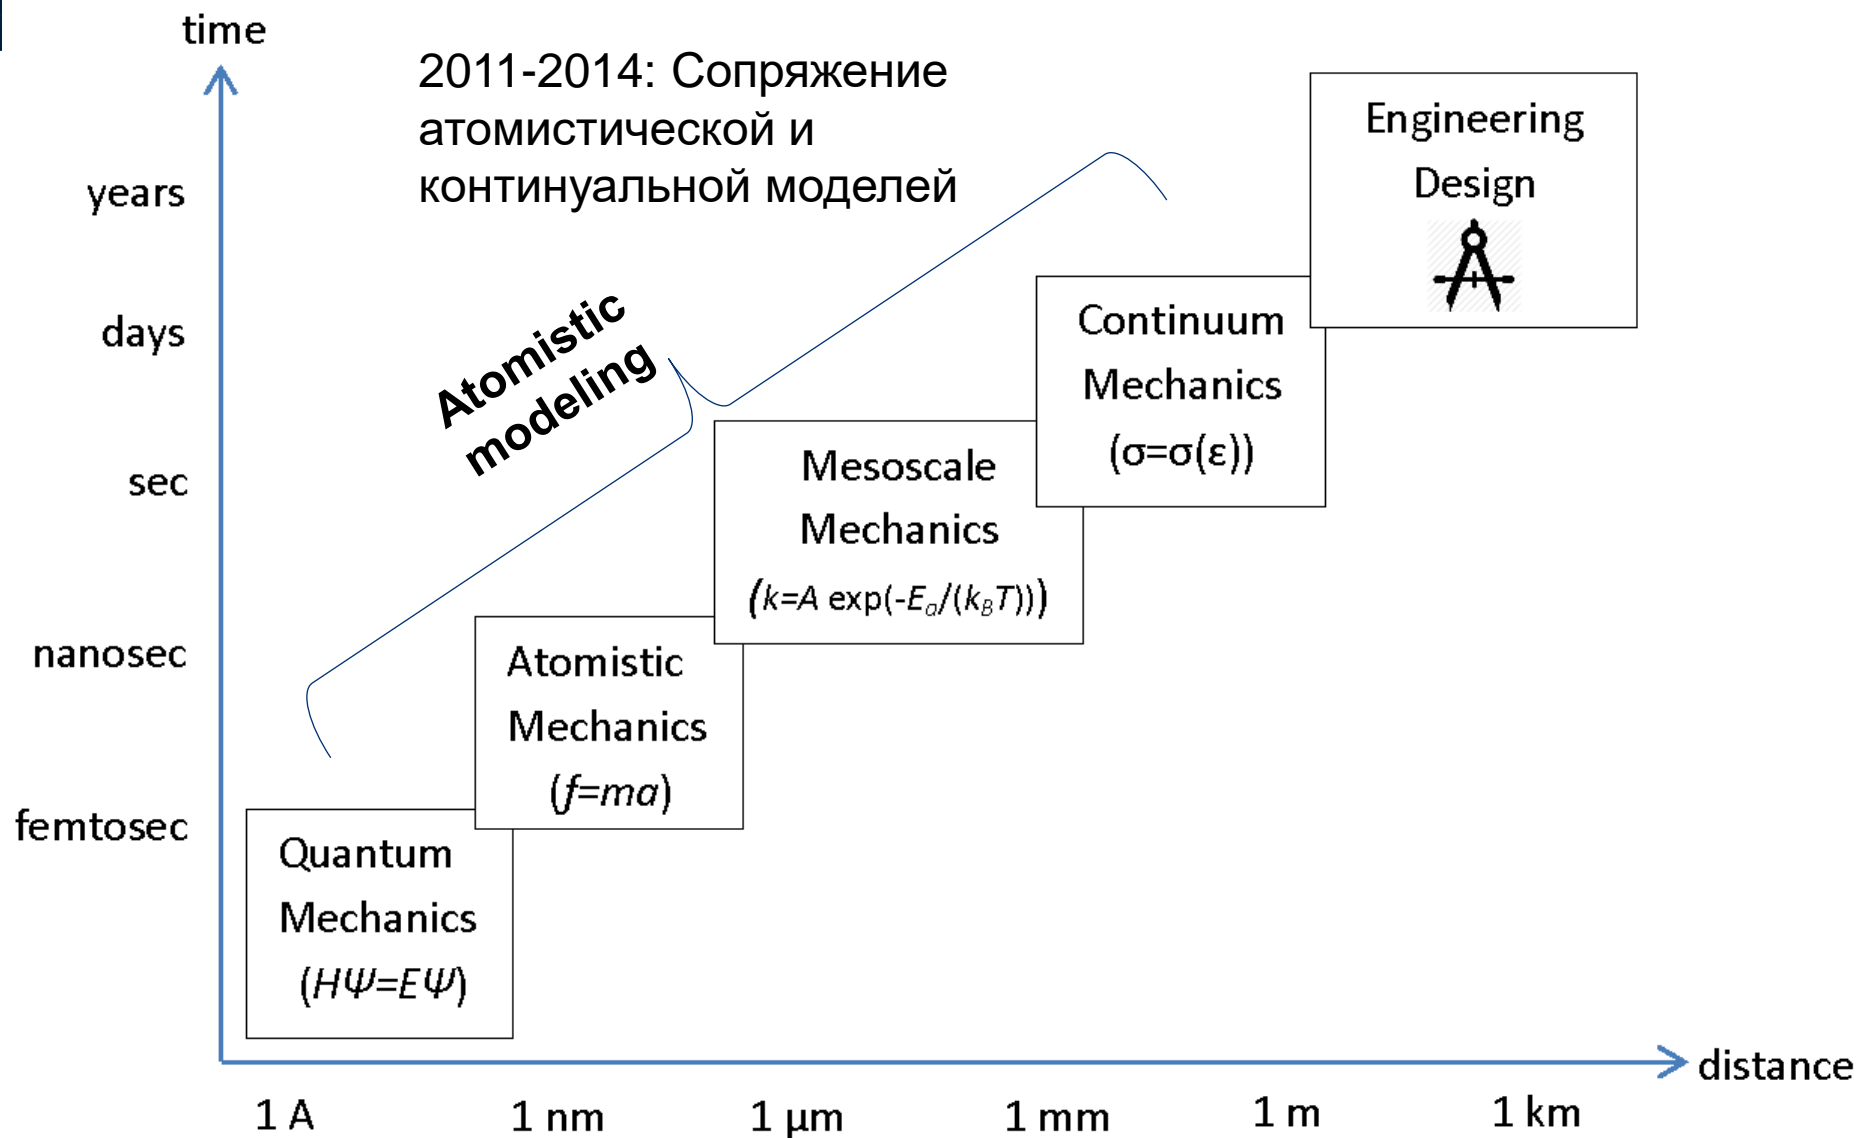 time
2011-2014: Сопряжение
атомистической и
континуальной моделей
Engineering
Design
years
days
sec
nanosec
femtosec
Atomistic
modeling
Continuum
Mechanics
(σ=σ(ε))
Mesoscale
Mechanics
(k=A exp(-Eₐ/(k_BT)))
Atomistic
Mechanics
(f=ma)
Quantum
Mechanics
(HΨ=EΨ)
distance
1 A
1 nm
1 µm
1 mm
1 m
1 km